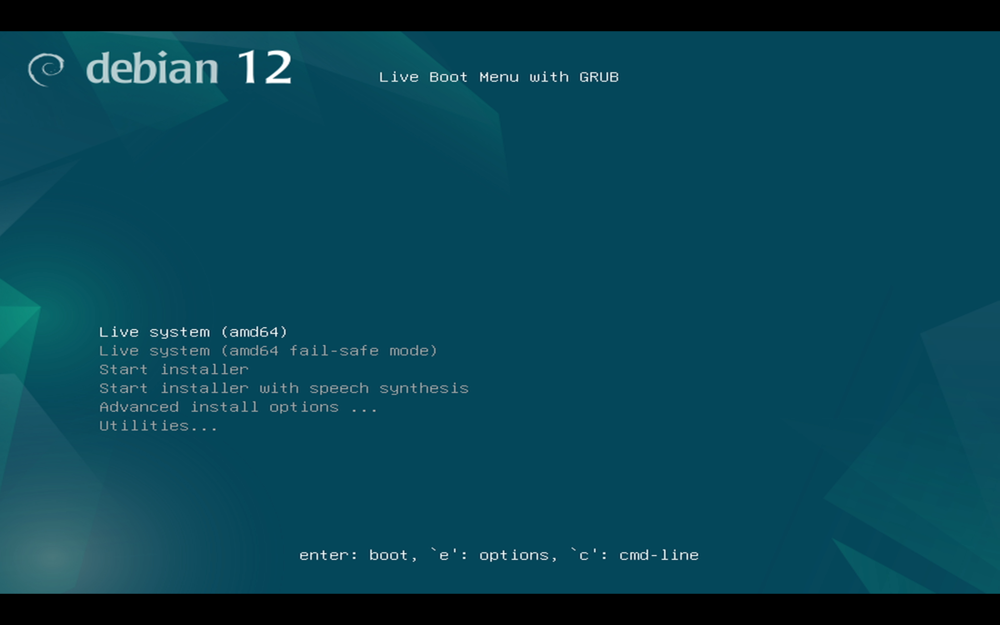 debian 12
Live Boot Menu with GRUB
Live system (amd64)
Live system (amd64 fail-safe mode)
Start installer
Start installer with speech synthesis
Advanced install options ...
Utilities...
enter: boot, `e': options, `c': cmd-line